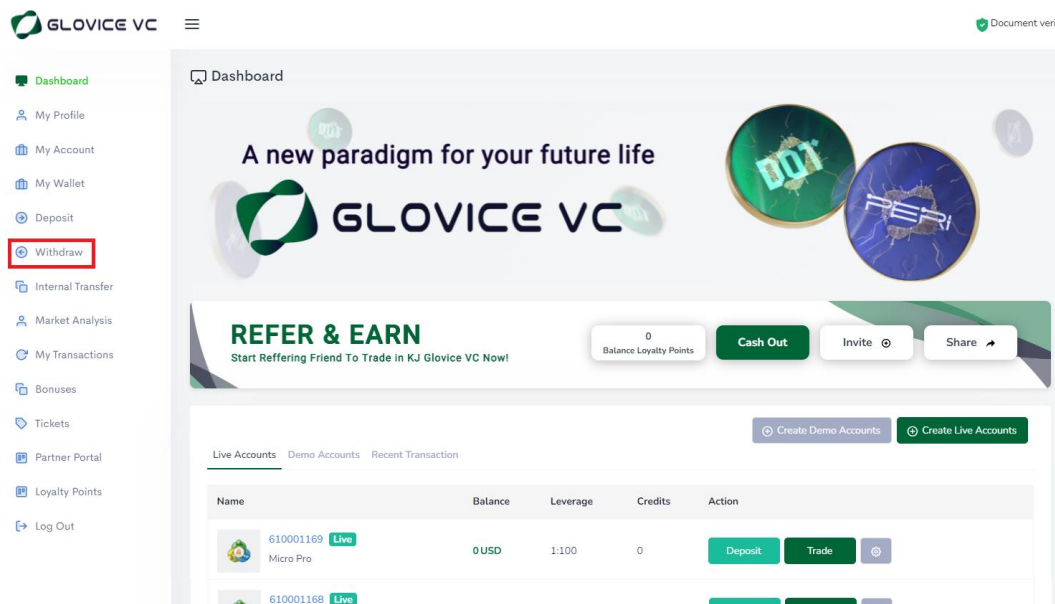 GLOVICE VC
Document veri
Dashboard
My Profile
My Account
My Wallet
Deposit
Withdraw
Internal Transfer
Market Analysis
My Transactions
Bonuses
Tickets
Partner Portal
Loyalty Points
Log Out
Dashboard
A new paradigm for your future life
GLOVICE VC
DOT
PERI
REFER & EARN
Start Reffering Friend To Trade in KJ Glovice VC Now!
0
Balance Loyalty Points
Cash Out
Invite
Share
Create Demo Accounts
Create Live Accounts
Live Accounts Demo Accounts Recent Transaction
Name Balance Leverage Credits Action
610001169 Live
Micro Pro
0 USD 1:100 0 Deposit Trade
610001168 Live